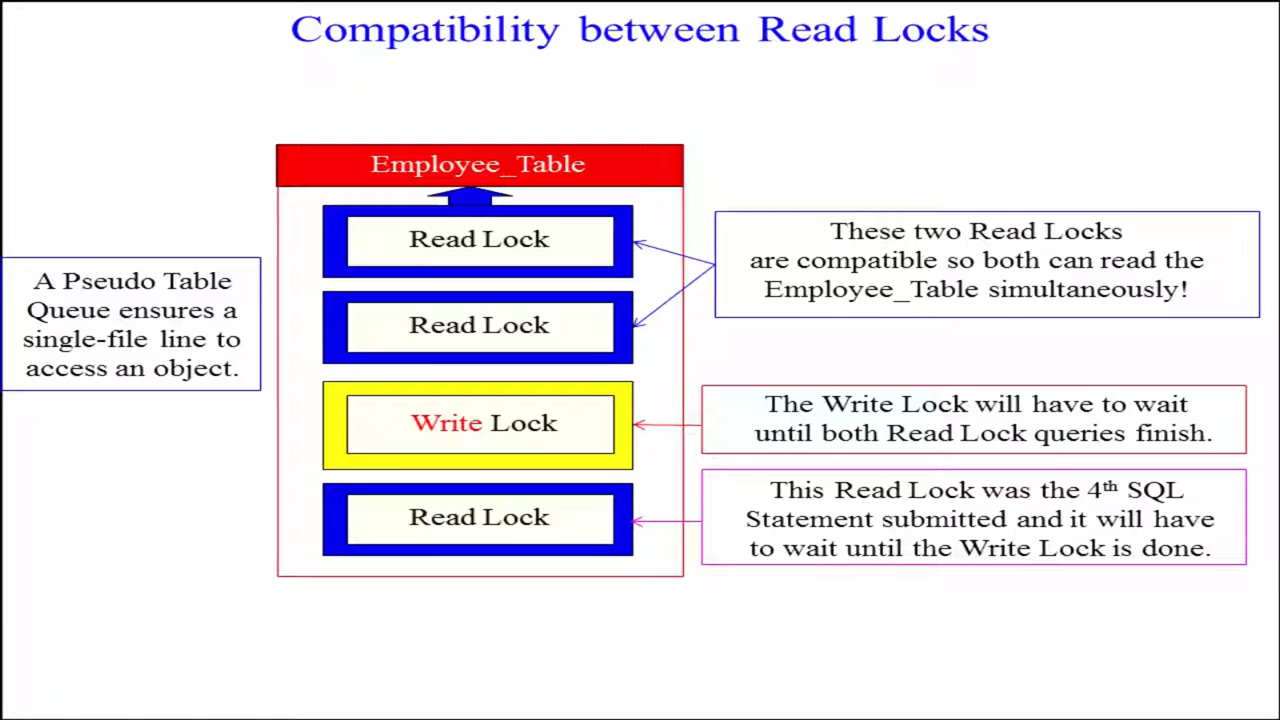 Compatibility between Read Locks
Employee_Table
Read Lock
Read Lock
Write Lock
Read Lock
A Pseudo Table
Queue ensures a
single-file line to
access an object.
These two Read Locks
are compatible so both can read the
Employee_Table simultaneously!
The Write Lock will have to wait
until both Read Lock queries finish.
This Read Lock was the 4th SQL
Statement submitted and it will have
to wait until the Write Lock is done.